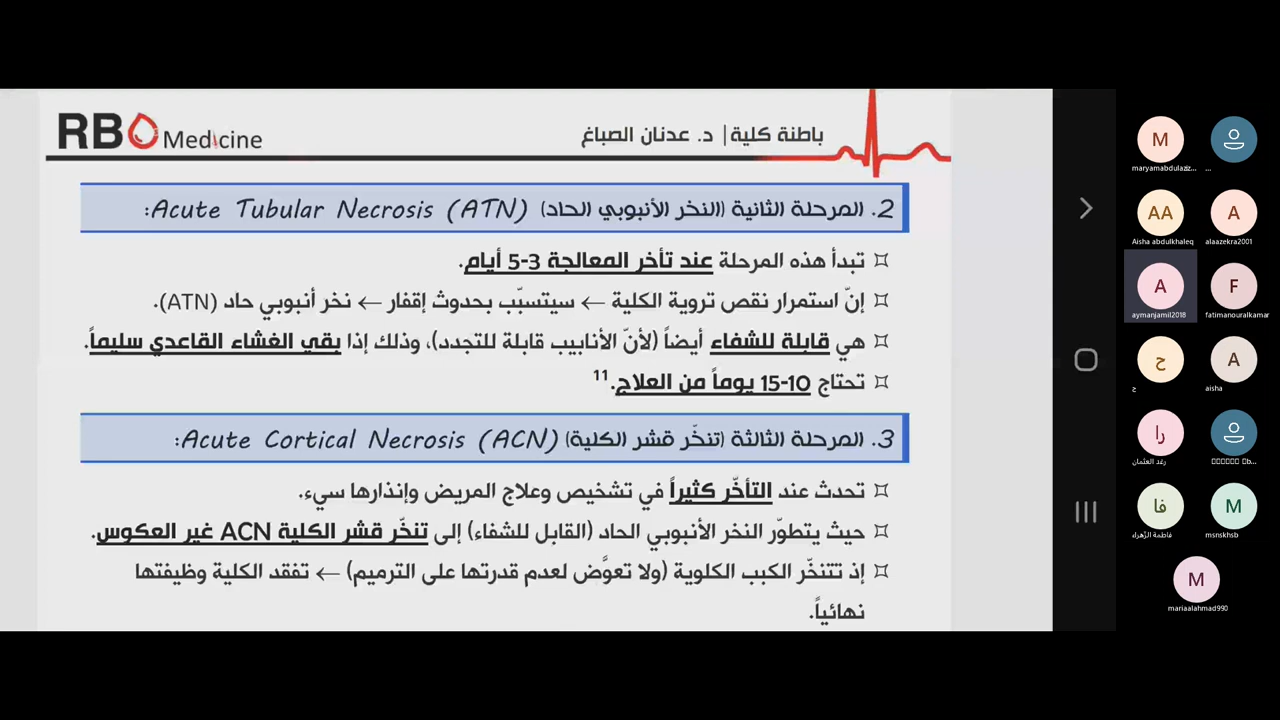 RBO Medicine
باطنة كلية | د. عدنان الصباغ
2. المرحلة الثانية (النخر الأنبوبي الحاد) Acute Tubular Necrosis (ATN):
تبدأ هذه المرحلة عند تأخر المعالجة 3-5 أيام.
إنّ استمرار نقص تروية الكلية ← سيتسبّب بحدوث إقفار ← نخر أنبوبي حاد (ATN).
هي قابلة للشفاء أيضاً (لأنّ الأنابيب قابلة للتجدد)، وذلك إذا بقي الغشاء القاعدي سليماً.
تحتاج 10-15 يوماً من العلاج.¹¹
3. المرحلة الثالثة (تنخّر قشر الكلية) Acute Cortical Necrosis (ACN):
تحدث عند التأخّر كثيراً في تشخيص وعلاج المريض وإنذارها سيء.
حيث يتطوّر النخر الأنبوبي الحاد (القابل للشفاء) إلى تنخّر قشر الكلية ACN غير العكوس.
إذ تتنخّر الكبب الكلوية (ولا تعوَّض لعدم قدرتها على الترميم) ← تفقد الكلية وظيفتها
نهائياً.
M
maryamabdulaziz...
...
AA
Aisha abdulkhaleq
A
alaazekra2001
A
aymanjamil2018
F
fatimanouralkamar
ح
ح
A
aisha
را
رغد العثمان
فا
فاطمة الزهراء
M
msnskhsb
M
mariaalahmad990